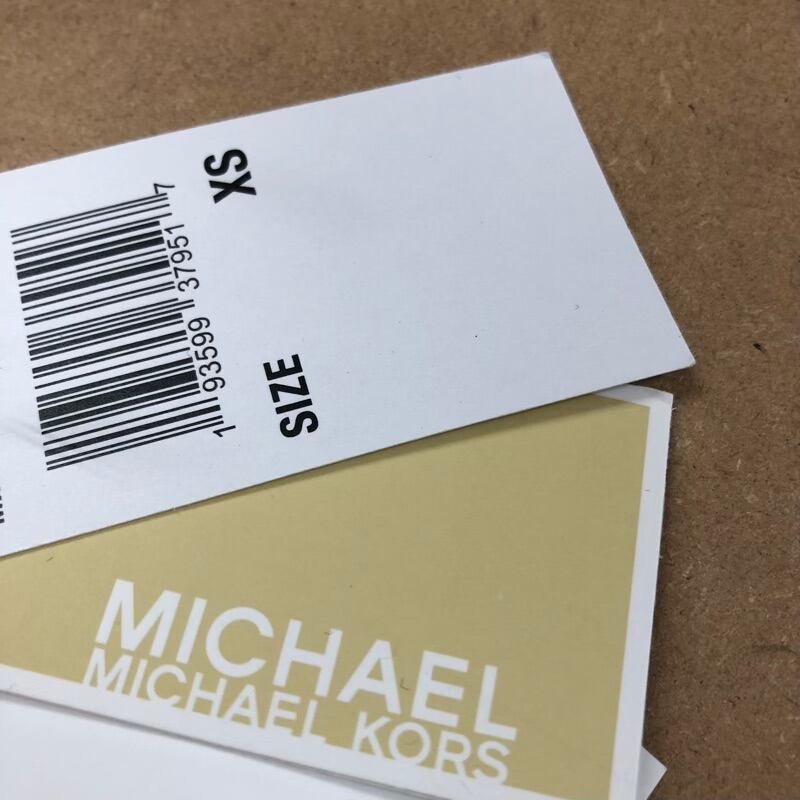 SIZE XS
1 93599 37951 7
MICHAEL
MICHAEL KORS